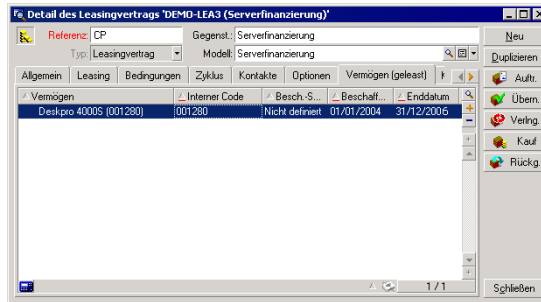 Detail des Leasingvertrags 'DEMO-LEA3 (Serverfinanzierung)'
Referenz: CP Gegenst.: Serverfinanzierung Neu
Typ: Leasingvertrag Modell: Serverfinanzierung Duplizieren
Allgemein Leasing Bedingungen Zyklus Kontakte Optionen Vermögen (geleast) Auftr.
Vermögen Interner Code Besch.-S... Beschaff... Enddatum Übern.
Deskpro 4000S (001280) 001280 Nicht definiert 01/01/2004 31/12/2006
Verlng.
Kauf
Rückg.
1 / 1 Schließen